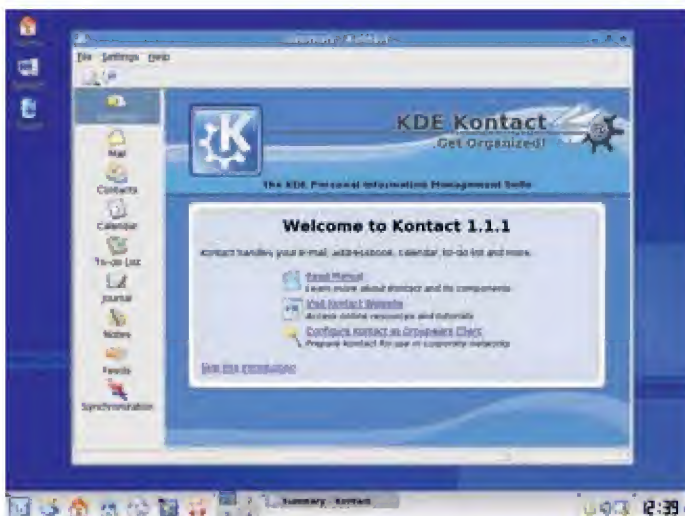 File Settings Help
Mail
Contacts
Calendar
To-do List
Journal
Notes
Feeds
Synchronization
KDE Kontact
Get Organized!
The KDE Personal Information Management Suite
Welcome to Kontact 1.1.1
Kontact handles your e-mail, addressbook, calendar, to-do list and more.
Read Manual
Learn more about Kontact and its components
Visit Kontact Website
Access online resources and tutorials
Configure Kontact as Groupware Client
Prepare Kontact for use in corporate networks
Skip this introduction
Summary - Kontact
12:39